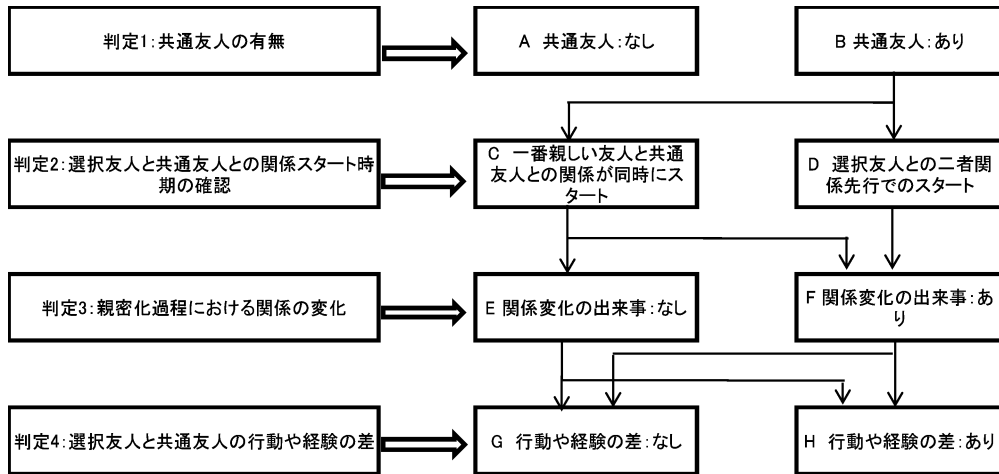 判定1:共通友人の有無
A 共通友人:なし
B 共通友人:あり
判定2:選択友人と共通友人との関係スタート時
期の確認
C 一番親しい友人と共通
友人との関係が同時にス
タート
D 選択友人との二者関
係先行でのスタート
判定3:親密化過程における関係の変化
E 関係変化の出来事:なし
F 関係変化の出来事:あ
り
判定4:選択友人と共通友人の行動や経験の差
G 行動や経験の差:なし
H 行動や経験の差:あり